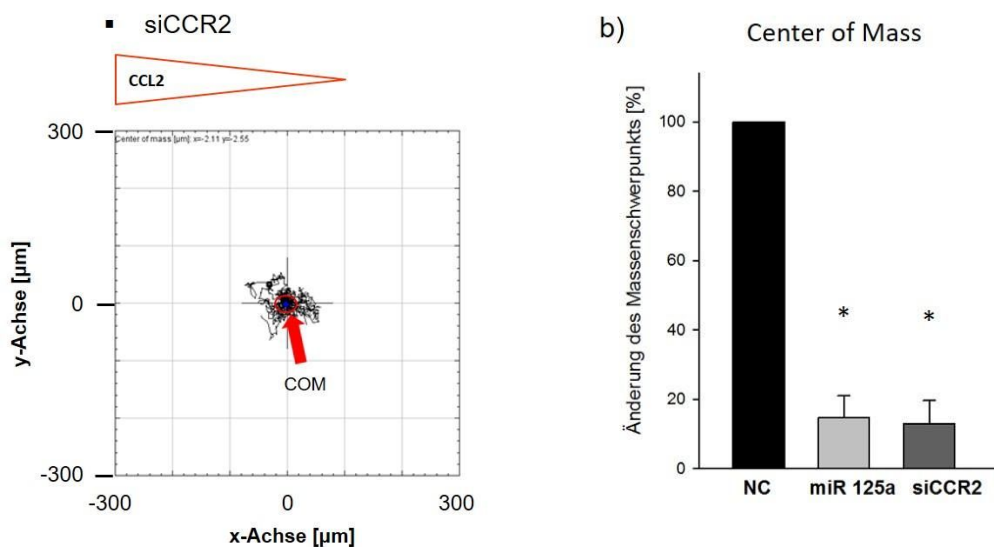 ▪ siCCR2
CCL2
Center of mass [µm]: x=-2.11 y=-2.55
300
0
-300
y-Achse [µm]
COM
-300 0 300
x-Achse [µm]
b) Center of Mass
Änderung des Massenschwerpunkts [%]
100
80
60
40
20
0
* *
NC miR 125a siCCR2